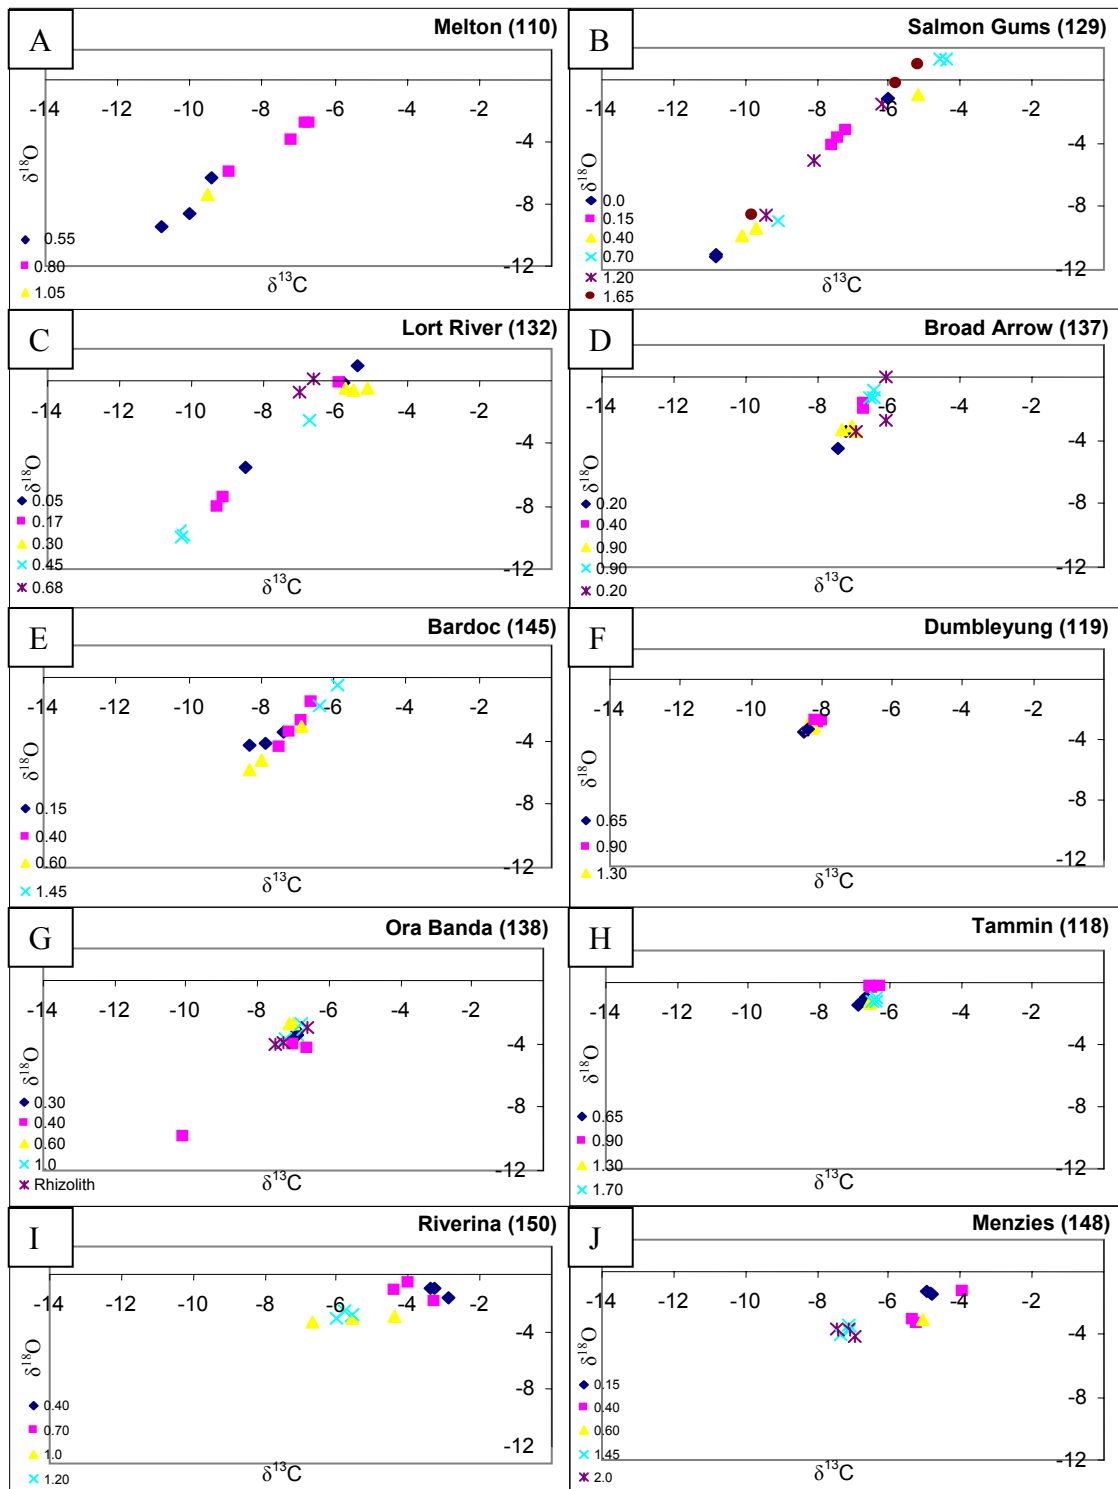 A
Melton (110)
-14 -12 -10 -8 -6 -4 -2
-4
-8
-12
δ18O
0.55
0.80
1.05
δ13C
B
Salmon Gums (129)
-14 -12 -10 -8 -6 -4 -2
-4
-8
-12
δ18O
0.0
0.15
0.40
0.70
1.20
1.65
δ13C
C
Lort River (132)
-14 -12 -10 -8 -6 -4 -2
-4
-8
-12
δ18O
0.05
0.17
0.30
0.45
0.68
δ13C
D
Broad Arrow (137)
-14 -12 -10 -8 -6 -4 -2
-4
-8
-12
δ18O
0.20
0.40
0.90
0.90
0.20
δ13C
E
Bardoc (145)
-14 -12 -10 -8 -6 -4 -2
-4
-8
-12
δ18O
0.15
0.40
0.60
1.45
δ13C
F
Dumbleyung (119)
-14 -12 -10 -8 -6 -4 -2
-4
-8
-12
δ18O
0.65
0.90
1.30
δ13C
G
Ora Banda (138)
-14 -12 -10 -8 -6 -4 -2
-4
-8
-12
δ18O
0.30
0.40
0.60
1.0
Rhizolith
δ13C
H
Tammin (118)
-14 -12 -10 -8 -6 -4 -2
-4
-8
-12
δ18O
0.65
0.90
1.30
1.70
δ13C
I
Riverina (150)
-14 -12 -10 -8 -6 -4 -2
-4
-8
-12
δ18O
0.40
0.70
1.0
1.20
δ13C
J
Menzies (148)
-14 -12 -10 -8 -6 -4 -2
-4
-8
-12
δ18O
0.15
0.40
0.60
1.45
2.0
δ13C